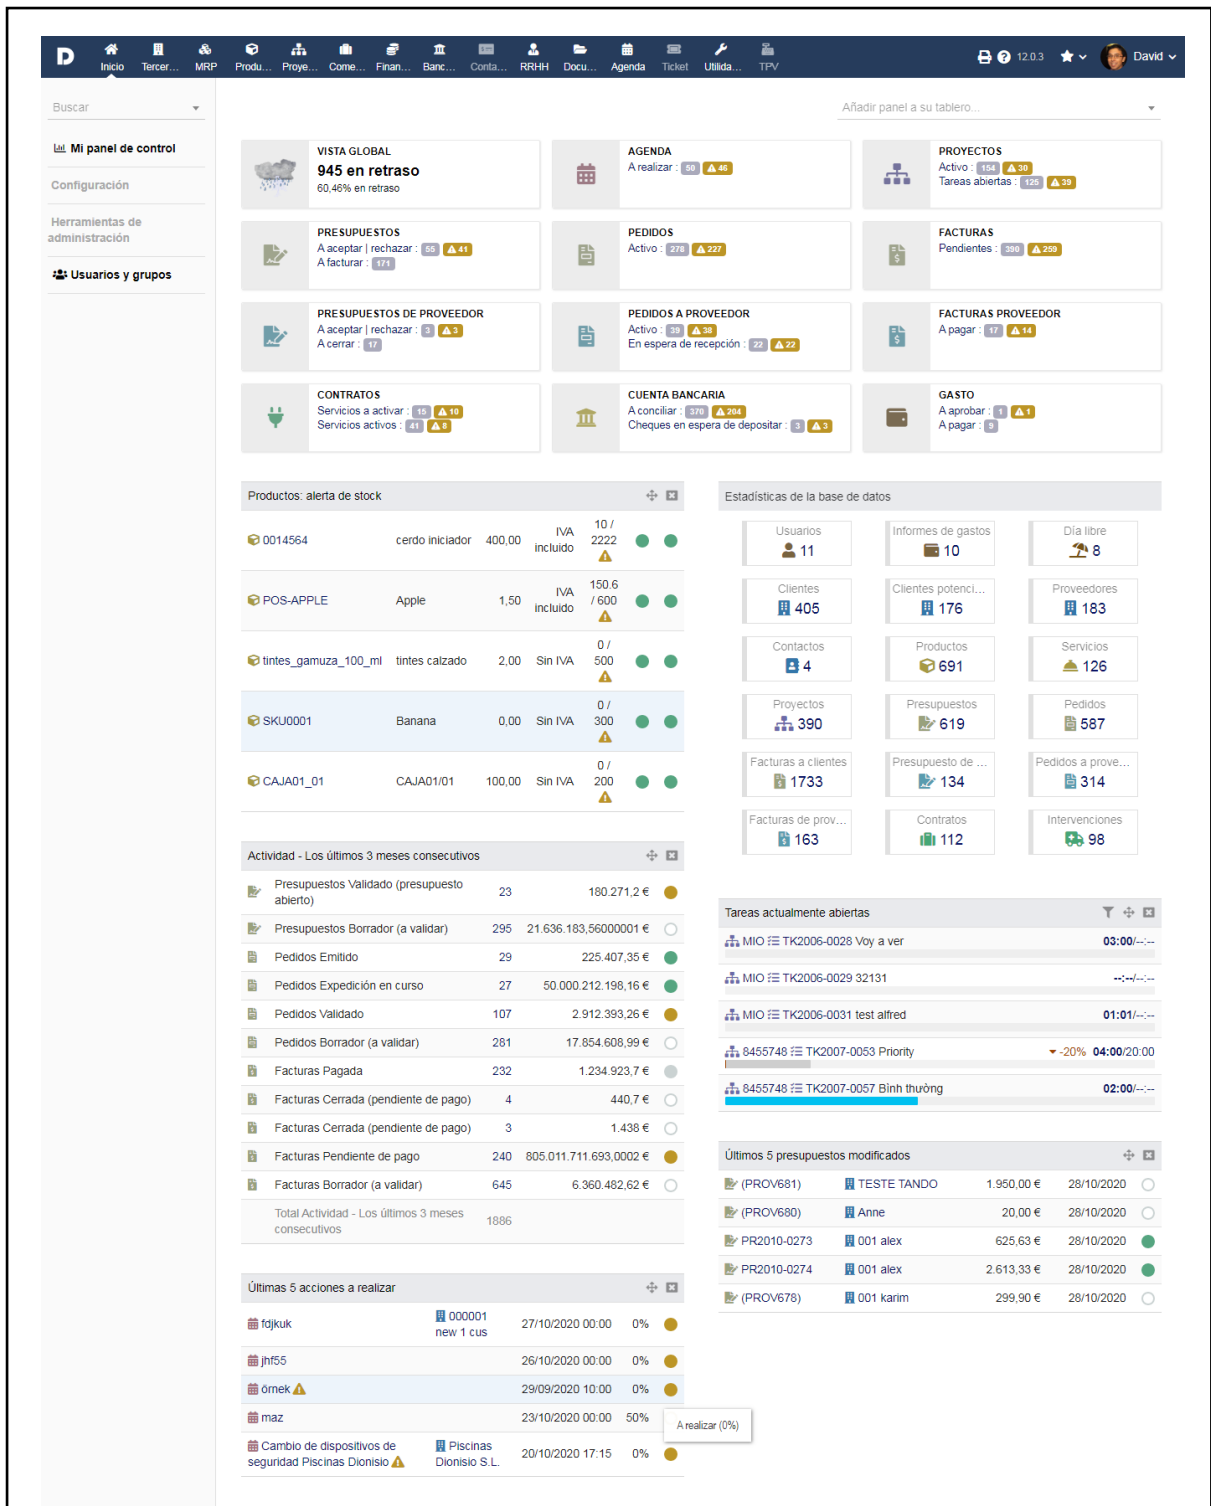 D
Inicio
Tercer...
MRP
Produ...
Proye...
Come...
Finan...
Banc...
Conta...
RRHH
Docu...
Agenda
Ticket
Utilida...
TPV
12.0.3
David
Buscar
Añadir panel a su tablero...
Mi panel de control
Configuración
Herramientas de
administración
Usuarios y grupos
VISTA GLOBAL
945 en retraso
60,46% en retraso
AGENDA
A realizar : 50 46
PROYECTOS
Activo : 154 30
Tareas abiertas : 125 39
PRESUPUESTOS
A aceptar | rechazar : 55 41
A facturar : 171
PEDIDOS
Activo : 278 227
FACTURAS
Pendientes : 390 259
PRESUPUESTOS DE PROVEEDOR
A aceptar | rechazar : 3 3
A cerrar : 17
PEDIDOS A PROVEEDOR
Activo : 39 38
En espera de recepción : 22 22
FACTURAS PROVEEDOR
A pagar : 17 14
CONTRATOS
Servicios a activar : 15 10
Servicios activos : 41 8
CUENTA BANCARIA
A conciliar : 370 204
Cheques en espera de depositar : 3 3
GASTO
A aprobar : 1 1
A pagar : 9
Productos: alerta de stock
0014564 cerdo iniciador 400,00 IVA incluido 10 / 2222
POS-APPLE Apple 1,50 IVA incluido 150.6 / 600
tintes_gamuza_100_ml tintes calzado 2,00 Sin IVA 0 / 500
SKU0001 Banana 0,00 Sin IVA 0 / 300
CAJA01_01 CAJA01/01 100,00 Sin IVA 0 / 200
Actividad - Los últimos 3 meses consecutivos
Presupuestos Validado (presupuesto abierto) 23 180.271,2 €
Presupuestos Borrador (a validar) 295 21.636.183,56000001 €
Pedidos Emitido 29 225.407,35 €
Pedidos Expedición en curso 27 50.000.212.198,16 €
Pedidos Validado 107 2.912.393,26 €
Pedidos Borrador (a validar) 281 17.854.608,99 €
Facturas Pagada 232 1.234.923,7 €
Facturas Cerrada (pendiente de pago) 4 440,7 €
Facturas Cerrada (pendiente de pago) 3 1.438 €
Facturas Pendiente de pago 240 805.011.711.693,0002 €
Facturas Borrador (a validar) 645 6.360.482,62 €
Total Actividad - Los últimos 3 meses consecutivos 1886
Últimas 5 acciones a realizar
fdjkuk 000001 new 1 cus 27/10/2020 00:00 0%
jhf55 26/10/2020 00:00 0%
örnek 29/09/2020 10:00 0%
maz 23/10/2020 00:00 50%
A realizar (0%)
Cambio de dispositivos de seguridad Piscinas Dionisio Piscinas Dionisio S.L. 20/10/2020 17:15 0%
Estadísticas de la base de datos
Usuarios
11
Informes de gastos
10
Día libre
8
Clientes
405
Clientes potenci...
176
Proveedores
183
Contactos
4
Productos
691
Servicios
126
Proyectos
390
Presupuestos
619
Pedidos
587
Facturas a clientes
1733
Presupuesto de ...
134
Pedidos a prove...
314
Facturas de prov...
163
Contratos
112
Intervenciones
98
Tareas actualmente abiertas
MIO TK2006-0028 Voy a ver 03:00/--:--
MIO TK2006-0029 32131 --:--/--:--
MIO TK2006-0031 test alfred 01:01/--:--
8455748 TK2007-0053 Priority -20% 04:00/20:00
8455748 TK2007-0057 Bình thường 02:00/--:--
Últimos 5 presupuestos modificados
(PROV681) TESTE TANDO 1.950,00 € 28/10/2020
(PROV680) Anne 20,00 € 28/10/2020
PR2010-0273 001 alex 625,63 € 28/10/2020
PR2010-0274 001 alex 2.613,33 € 28/10/2020
(PROV678) 001 karim 299,90 € 28/10/2020